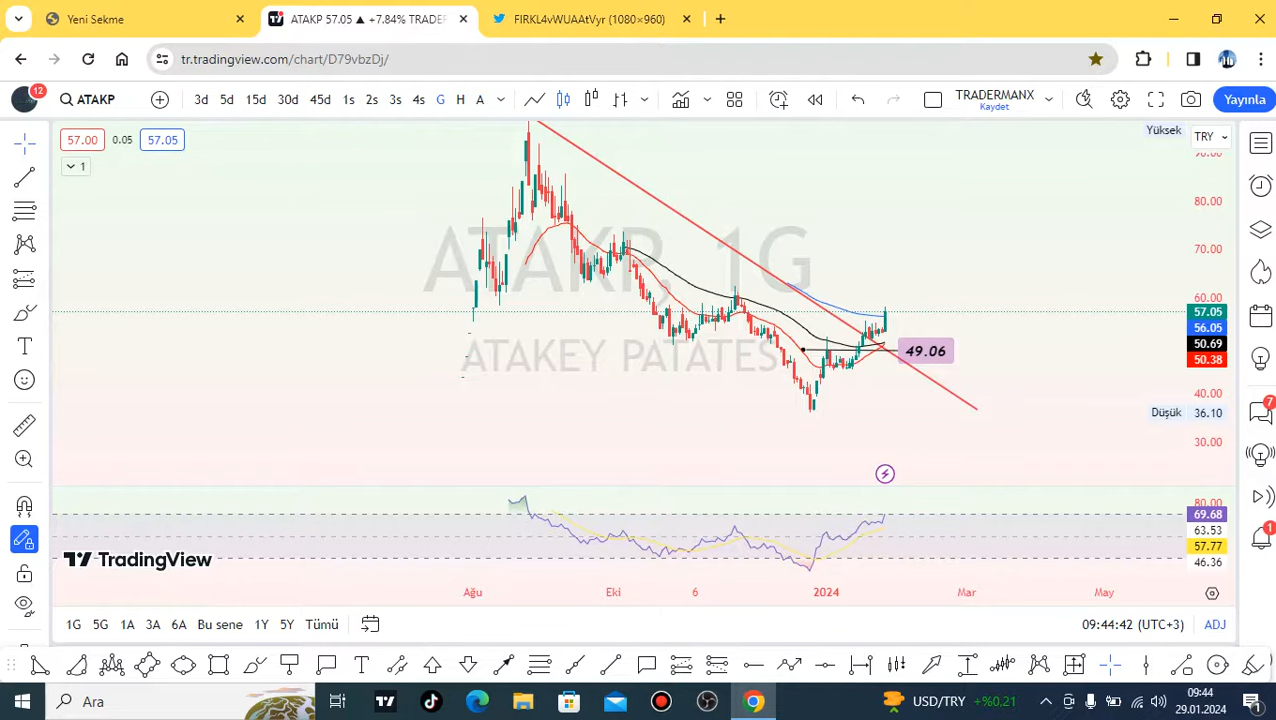 Yeni Sekme
ATAKP 57.05 ▲ +7.84% TRADER
FIRKL4vWUAAtVyr (1080×960)
tr.tradingview.com/chart/D79vbzDj/
12
ATAKP
3d 5d 15d 30d 45d 1s 2s 3s 4s G H A
TRADERMANX
Kaydet
Yayınla
57.00 0.05 57.05
1
Yüksek
TRY
90.00
80.00
70.00
60.00
57.05
56.05
50.69
50.38
40.00
Düşük 36.10
30.00
ATAKP, 1G
ATAKEY PATATES
49.06
80.00
69.68
63.53
57.77
46.36
TradingView
Ağu Eki 6 2024 Mar May
1G 5G 1A 3A 6A Bu sene 1Y 5Y Tümü
09:44:42 (UTC+3) ADJ
7
1
Ara
USD/TRY +%0.21
09:44
29.01.2024
1